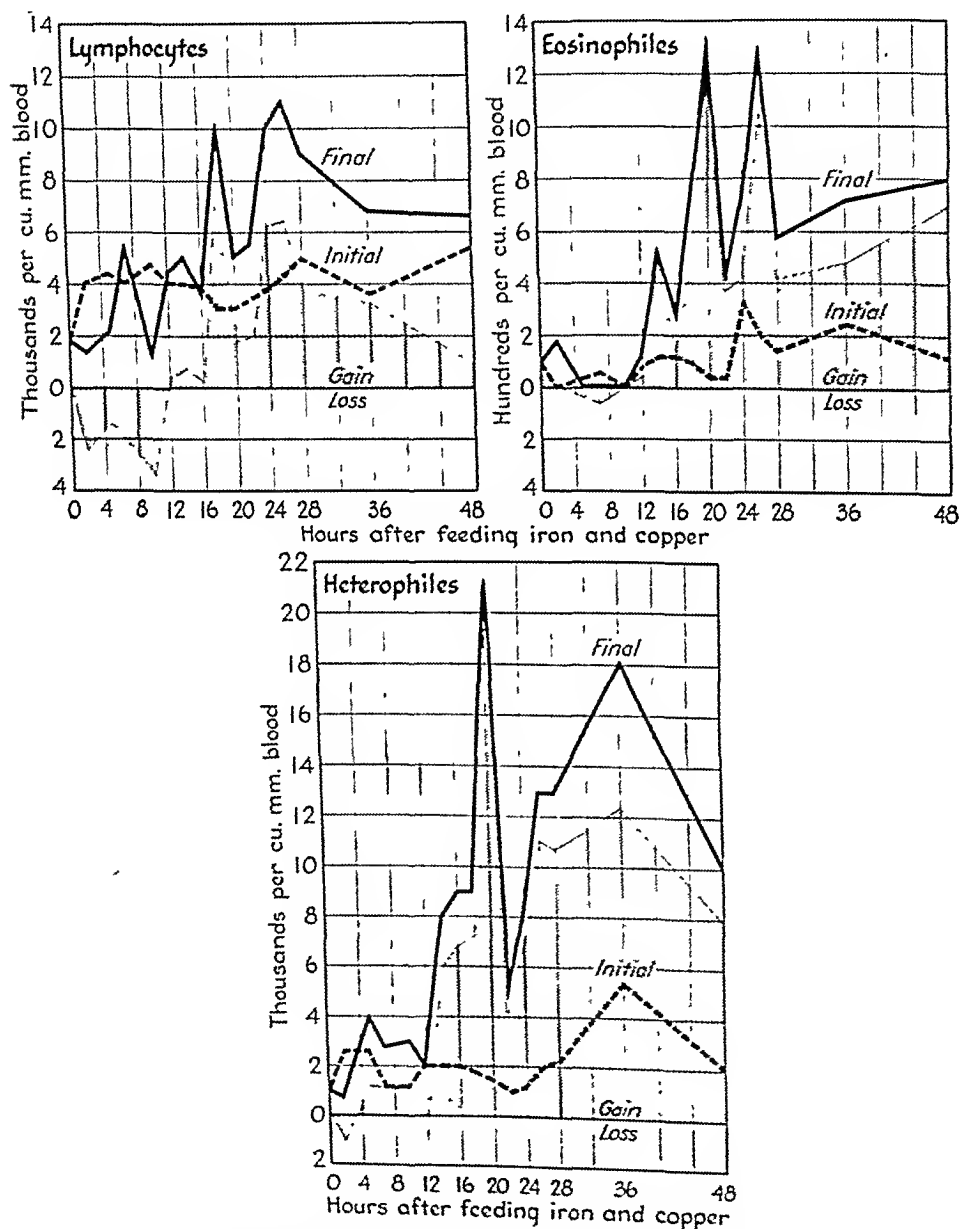 Lymphocytes
Thousands per cu. mm. blood
14
12
10
8
6
4
2
0
2
4
Final
Initial
Gain
Loss
0 4 8 12 16 20 24 28 36 48
Eosinophiles
Hundreds per cu. mm. blood
14
12
10
8
6
4
2
0
2
4
Final
Initial
Gain
Loss
0 4 8 12 16 20 24 28 36 48
Hours after feeding iron and copper
Heterophiles
Thousands per cu. mm. blood
22
20
18
16
14
12
10
8
6
4
2
0
2
Final
Initial
Gain
Loss
0 4 8 12 16 20 24 28 36 48
Hours after feeding iron and copper